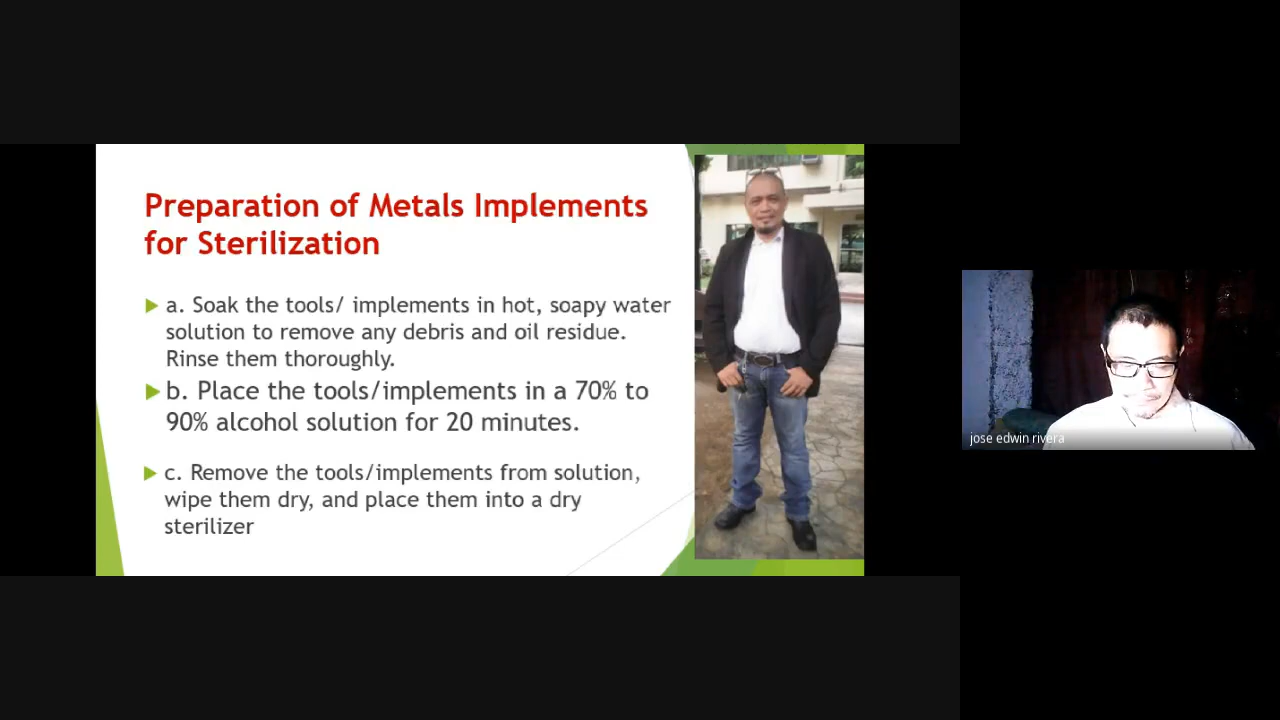 Preparation of Metals Implements
for Sterilization
a. Soak the tools/ implements in hot, soapy water
solution to remove any debris and oil residue.
Rinse them thoroughly.
b. Place the tools/implements in a 70% to
90% alcohol solution for 20 minutes.
c. Remove the tools/implements from solution,
wipe them dry, and place them into a dry
sterilizer
jose edwin rivera